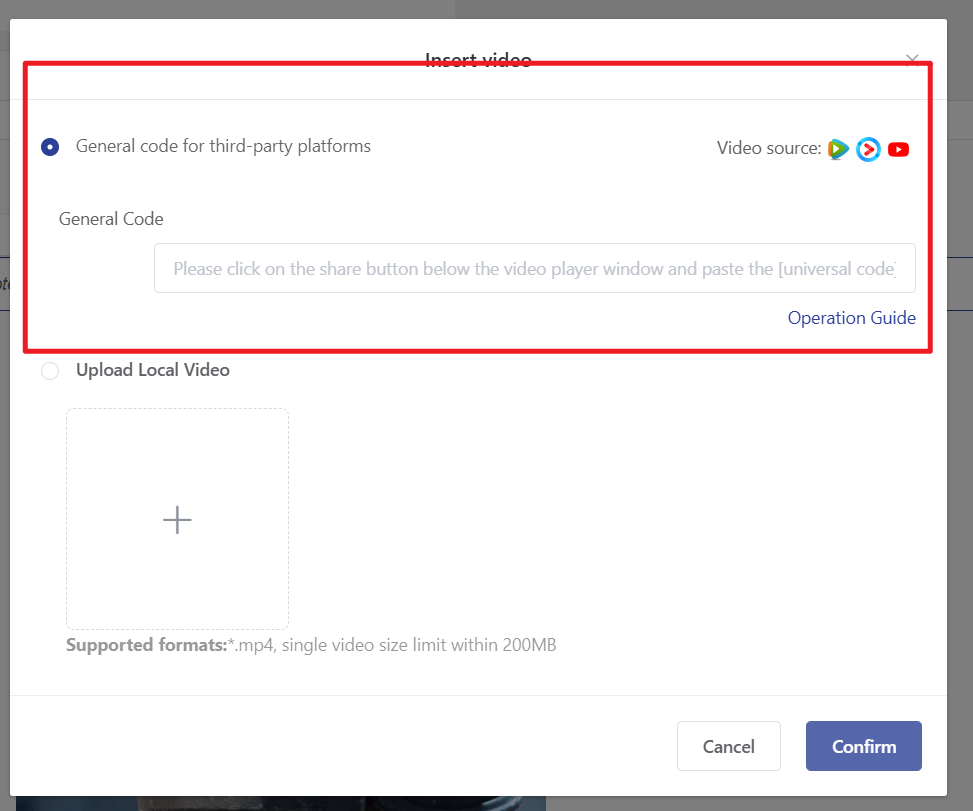 Insert video
General code for third-party platforms
Video source:
General Code
Please click on the share button below the video player window and paste the [universal code]
Operation Guide
Upload Local Video
Supported formats:*.mp4, single video size limit within 200MB
Cancel
Confirm